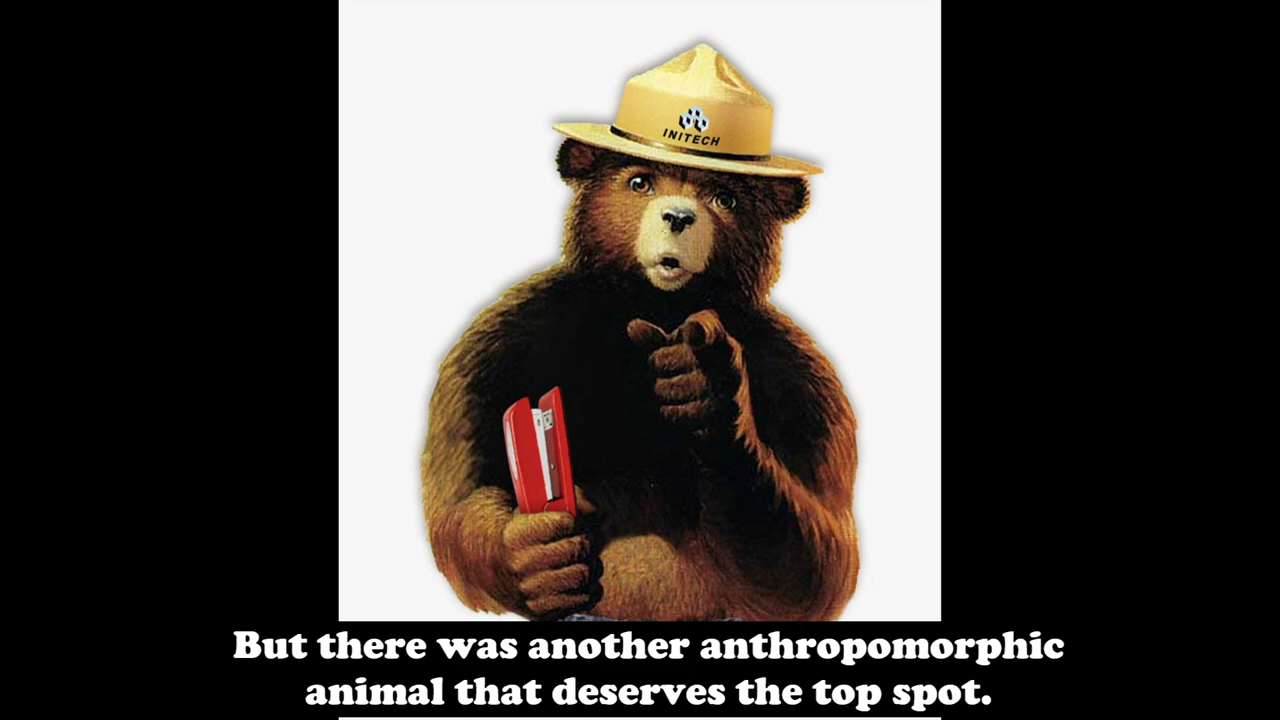 INITECH
But there was another anthropomorphic
animal that deserves the top spot.